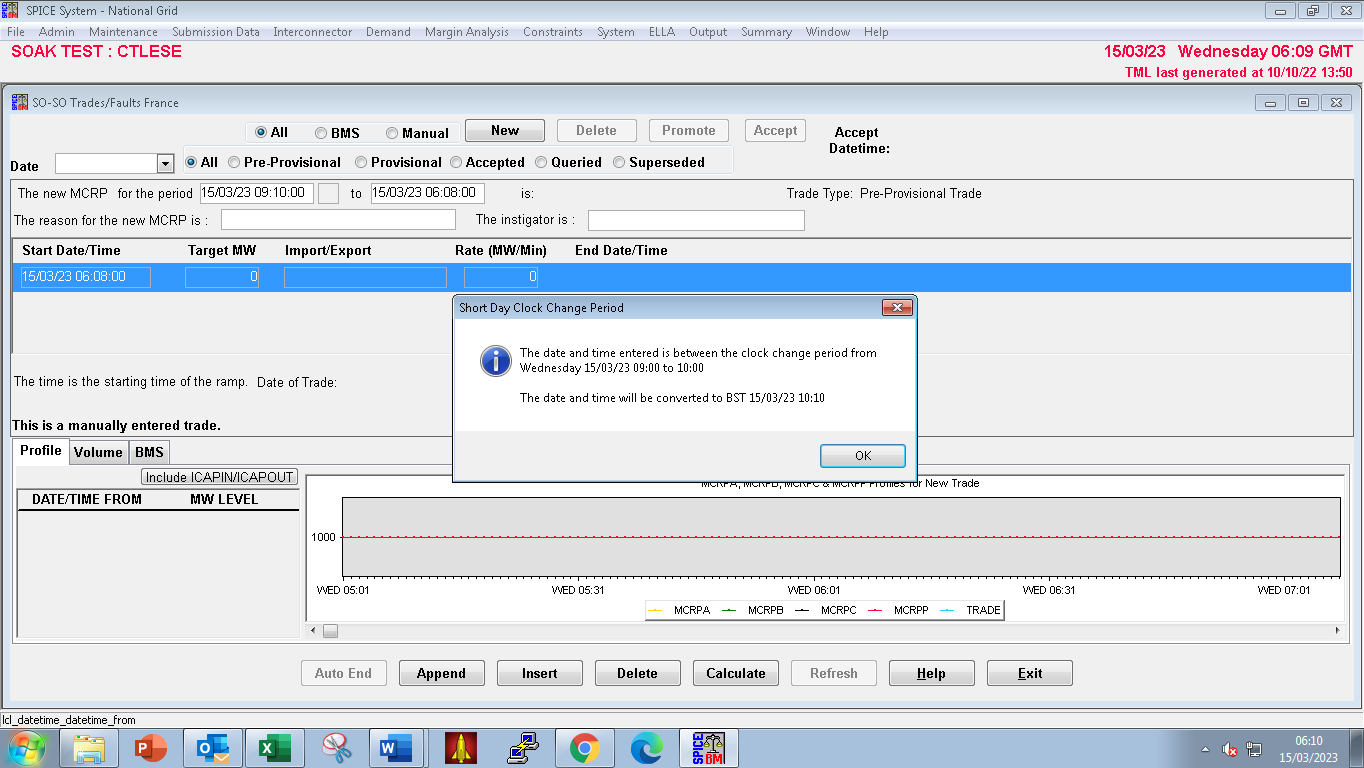 SPICE System - National Grid
File Admin Maintenance Submission Data Interconnector Demand Margin Analysis Constraints System ELLA Output Summary Window Help
SOAK TEST : CTLESE
15/03/23 Wednesday 06:09 GMT
TML last generated at 10/10/22 13:50
SO-SO Trades/Faults France
All BMS Manual New Delete Promote Accept Accept Datetime:
Date All Pre-Provisional Provisional Accepted Queried Superseded
The new MCRP for the period 15/03/23 09:10:00 to 15/03/23 06:08:00 is: Trade Type: Pre-Provisional Trade
The reason for the new MCRP is : The instigator is :
Start Date/Time Target MW Import/Export Rate (MW/Min) End Date/Time
15/03/23 06:08:00 0 0
Short Day Clock Change Period
The date and time entered is between the clock change period from
Wednesday 15/03/23 09:00 to 10:00
The date and time will be converted to BST 15/03/23 10:10
OK
The time is the starting time of the ramp. Date of Trade:
This is a manually entered trade.
Profile Volume BMS
Include ICAPIN/ICAPOUT
DATE/TIME FROM MW LEVEL
MCRPA, MCRPB, MCRPC & MCRPP Profiles for New Trade
1000
WED 05:01 WED 05:31 WED 06:01 WED 06:31 WED 07:01
MCRPA MCRPB MCRPC MCRPP TRADE
Auto End Append Insert Delete Calculate Refresh Help Exit
lcl_datetime_datetime_from
06:10
15/03/2023